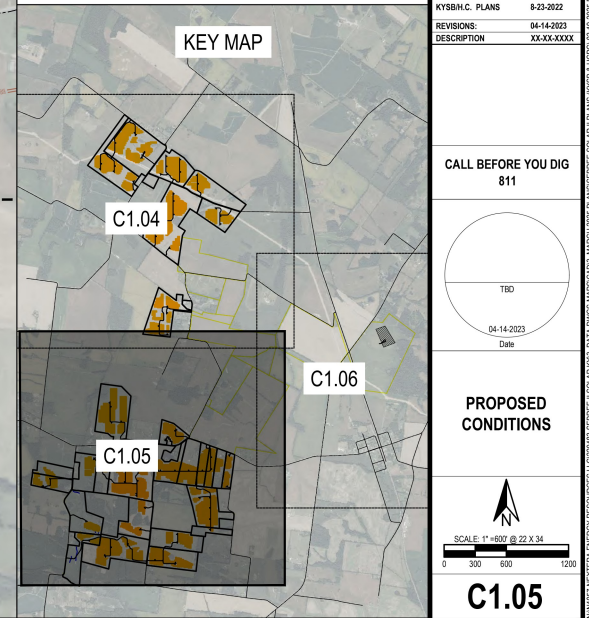 KEY MAP
C1.04
C1.06
C1.05
KYSB/H.C. PLANS 8-23-2022
REVISIONS: 04-14-2023
DESCRIPTION XX-XX-XXXX
CALL BEFORE YOU DIG
811
TBD
04-14-2023
Date
PROPOSED
CONDITIONS
N
SCALE: 1" =600' @ 22 X 34
0 300 600 1200
C1.05